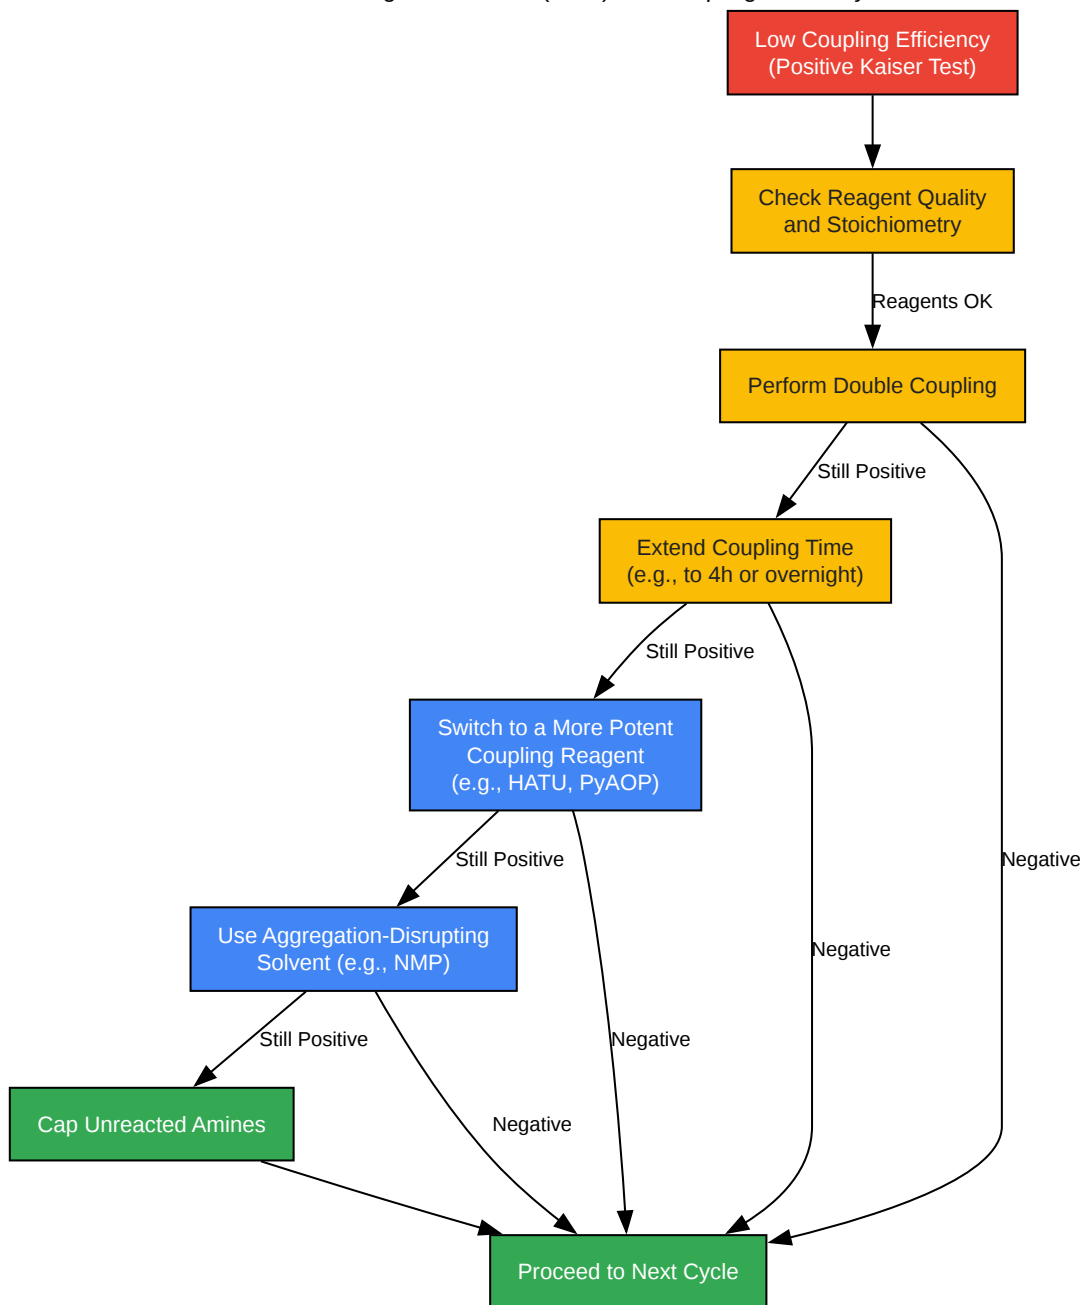 Low Coupling Efficiency
(Positive Kaiser Test)
Check Reagent Quality
and Stoichiometry
Reagents OK
Perform Double Coupling
Still Positive
Extend Coupling Time
(e.g., to 4h or overnight)
Still Positive
Switch to a More Potent
Coupling Reagent
(e.g., HATU, PyAOP)
Still Positive
Negative
Use Aggregation-Disrupting
Solvent (e.g., NMP)
Negative
Still Positive
Negative
Cap Unreacted Amines
Negative
Proceed to Next Cycle